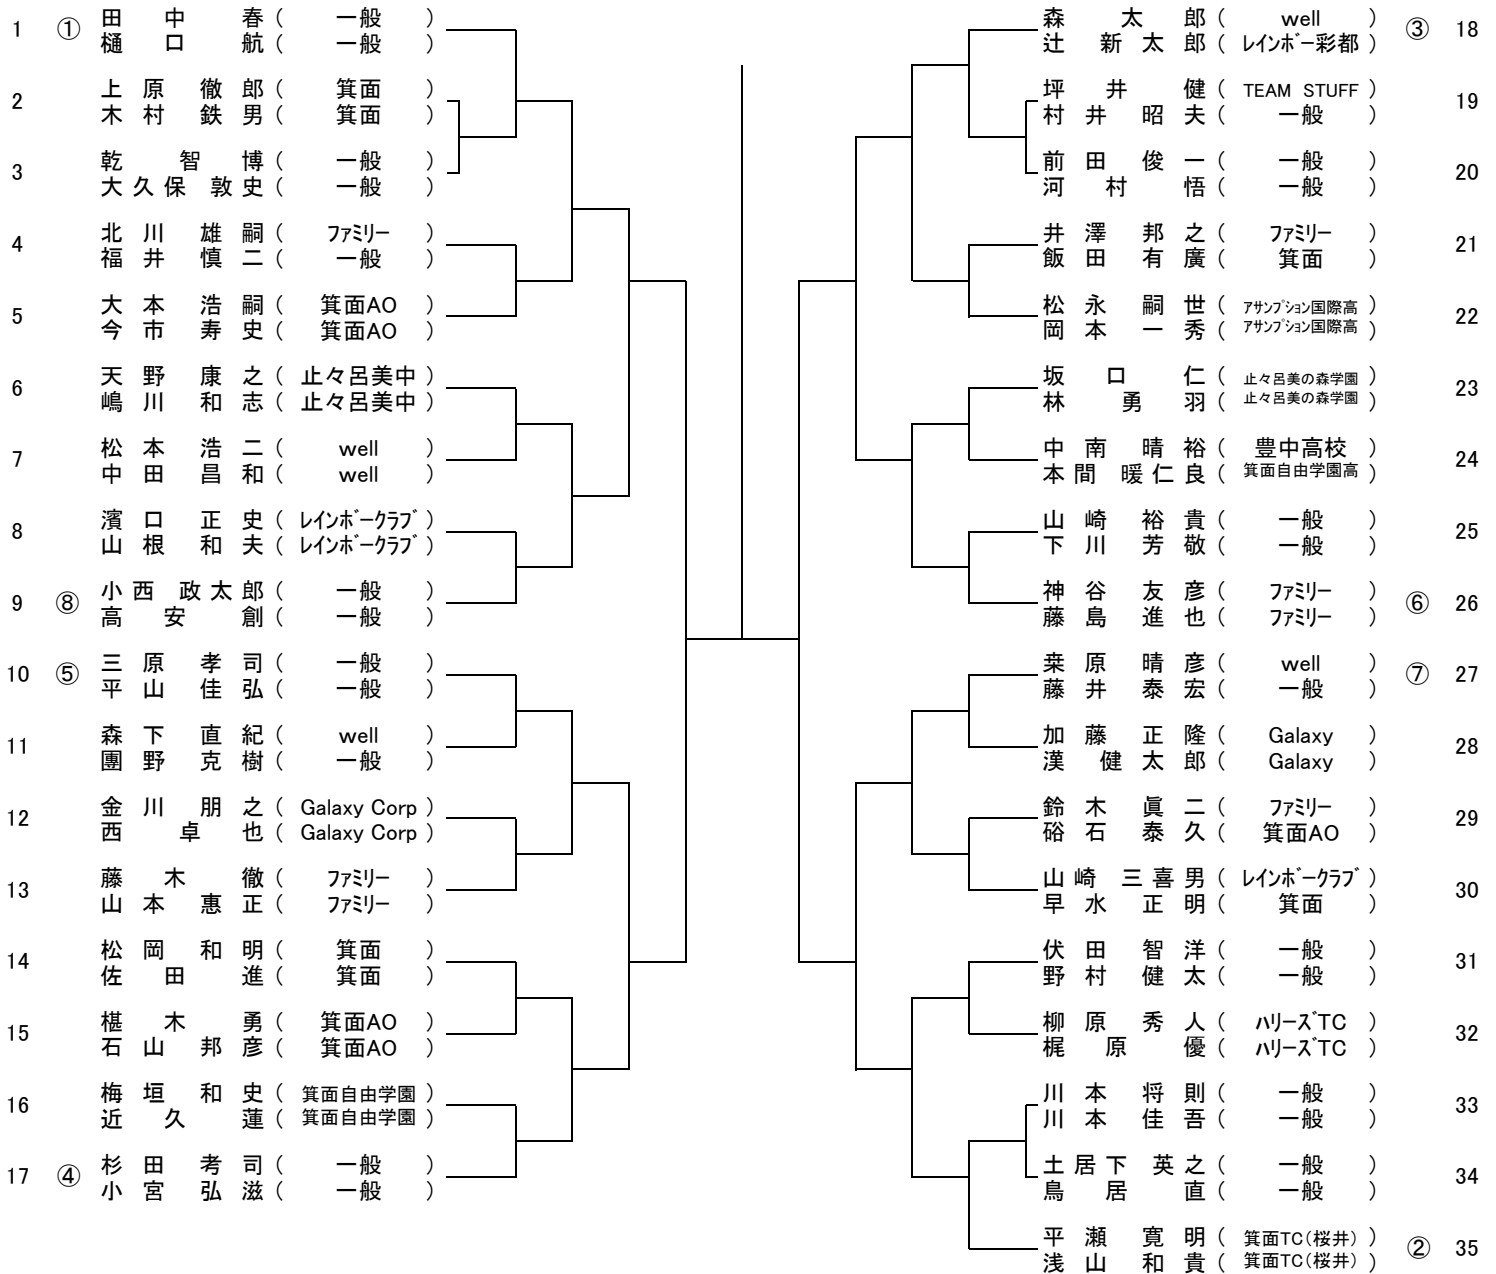 1 ① 田中 春 ( 一般 )
樋口 航 ( 一般 )
2 上原 徹郎 ( 箕面 )
木村 鉄男 ( 箕面 )
3 乾 智博 ( 一般 )
大久保 敦史 ( 一般 )
4 北川 雄嗣 ( ファミリー )
福井 慎二 ( 一般 )
5 大本 浩嗣 ( 箕面AO )
今市 寿史 ( 箕面AO )
6 天野 康之 ( 止々呂美中 )
嶋川 和志 ( 止々呂美中 )
7 松本 浩二 ( well )
中田 昌和 ( well )
8 濱口 正史 ( レインボークラブ )
山根 和夫 ( レインボークラブ )
9 ⑧ 小西 政太郎 ( 一般 )
高安 創 ( 一般 )
10 ⑤ 三原 孝司 ( 一般 )
平山 佳弘 ( 一般 )
11 森下 直紀 ( well )
團野 克樹 ( 一般 )
12 金川 朋之 ( Galaxy Corp )
西 卓也 ( Galaxy Corp )
13 藤木 徹 ( ファミリー )
山本 惠正 ( ファミリー )
14 松岡 和明 ( 箕面 )
佐田 進 ( 箕面 )
15 椹木 勇 ( 箕面AO )
石山 邦彦 ( 箕面AO )
16 梅垣 和史 ( 箕面自由学園 )
近 久蓮 ( 箕面自由学園 )
17 ④ 杉田 考司 ( 一般 )
小宮 弘滋 ( 一般 )
森 太郎 ( well ) ③ 18
辻 新太郎 ( レインボー彩都 )
坪井 健 ( TEAM STUFF ) 19
村井 昭夫 ( 一般 )
前田 俊一 ( 一般 ) 20
河村 悟 ( 一般 )
井澤 邦之 ( ファミリー ) 21
飯田 有廣 ( 箕面 )
松永 嗣世 ( アサンプション国際高 ) 22
岡本 一秀 ( アサンプション国際高 )
坂口 仁 ( 止々呂美の森学園 ) 23
林 勇羽 ( 止々呂美の森学園 )
中南 晴裕 ( 豊中高校 ) 24
本間 暖仁良 ( 箕面自由学園高 )
山崎 裕貴 ( 一般 ) 25
下川 芳敬 ( 一般 )
神谷 友彦 ( ファミリー ) ⑥ 26
藤島 進也 ( ファミリー )
桒原 晴彦 ( well ) ⑦ 27
藤井 泰宏 ( 一般 )
加藤 正隆 ( Galaxy ) 28
漢 健太郎 ( Galaxy )
鈴木 眞二 ( ファミリー ) 29
硲石 泰久 ( 箕面AO )
山崎 三喜男 ( レインボークラブ ) 30
早水 正明 ( 箕面 )
伏田 智洋 ( 一般 ) 31
野村 健太 ( 一般 )
柳原 秀人 ( ハリーズTC ) 32
梶原 優 ( ハリーズTC )
川本 将則 ( 一般 ) 33
川本 佳吾 ( 一般 )
土居下 英之 ( 一般 ) 34
鳥居 直 ( 一般 )
平瀬 寛明 ( 箕面TC(桜井) ) ② 35
浅山 和貴 ( 箕面TC(桜井) )